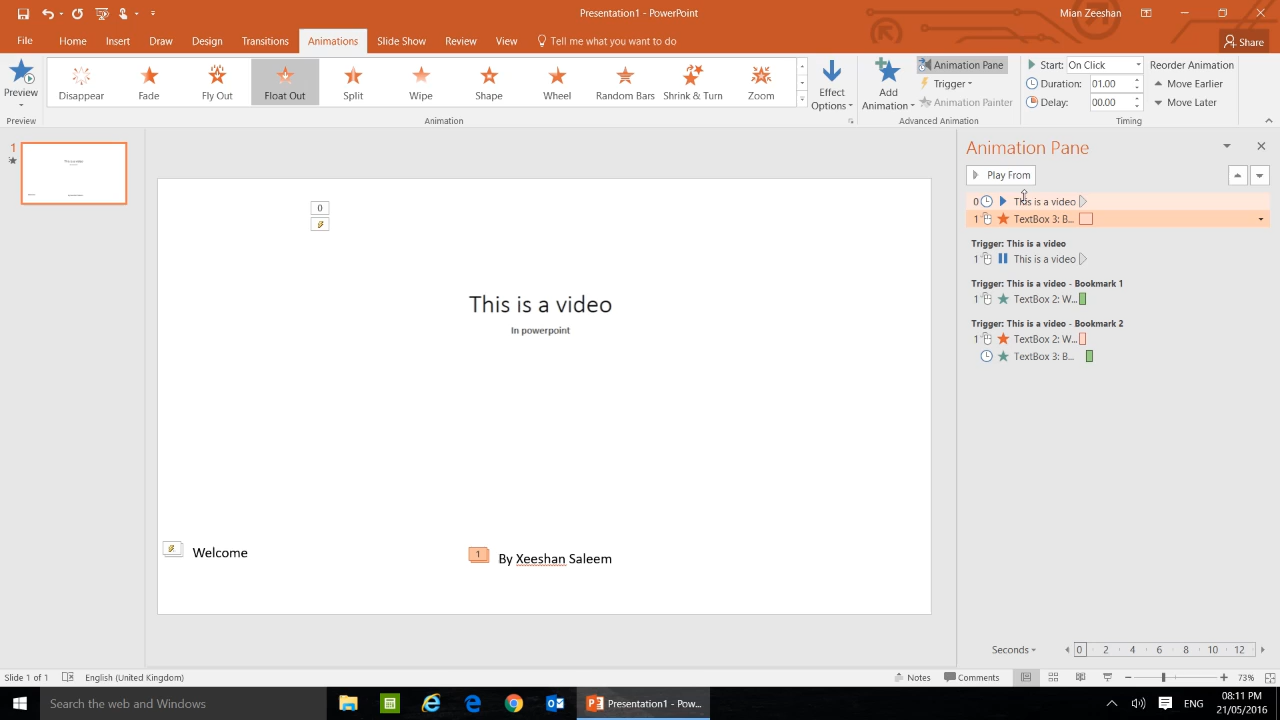 Presentation1 - PowerPoint
Mian Zeeshan
File Home Insert Draw Design Transitions Animations Slide Show Review View Tell me what you want to do
Share
Preview
Disappear Fade Fly Out Float Out Split Wipe Shape Wheel Random Bars Shrink & Turn Zoom
Effect Options
Add Animation
Animation Pane
Trigger
Animation Painter
Start: On Click
Duration: 01.00
Delay: 00.00
Reorder Animation
Move Earlier
Move Later
Preview Animation Advanced Animation Timing
1
This is a video
0
This is a video
In powerpoint
Welcome
1 By Xeeshan Saleem
Animation Pane
Play From
0 This is a video
1 TextBox 3: B...
Trigger: This is a video
1 This is a video
Trigger: This is a video - Bookmark 1
1 TextBox 2: W...
Trigger: This is a video - Bookmark 2
1 TextBox 2: W...
TextBox 3: B...
Seconds 0 2 4 6 8 10 12
Slide 1 of 1 English (United Kingdom) Notes Comments 73%
Search the web and Windows
Presentation1 - Pow...
ENG
08:11 PM
21/05/2016